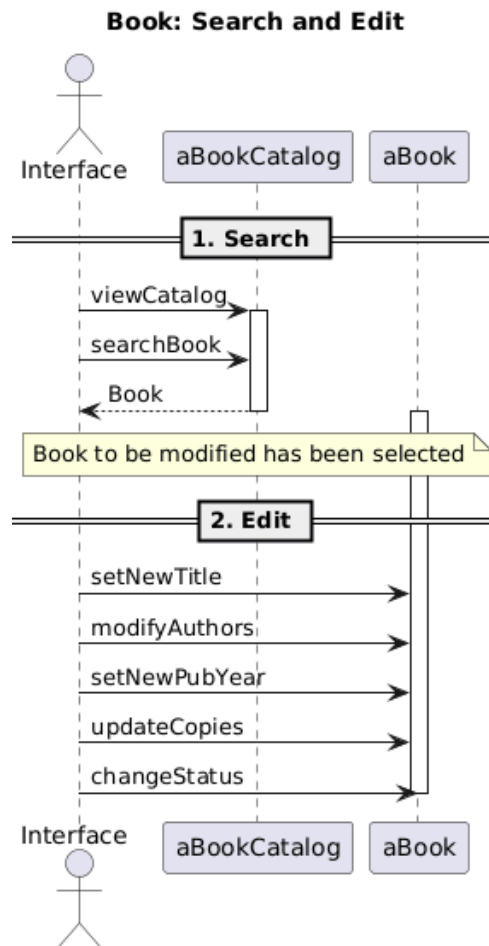 Book: Search and Edit
Interface
aBookCatalog
aBook
1. Search
viewCatalog
searchBook
Book
Book to be modified has been selected
2. Edit
setNewTitle
modifyAuthors
setNewPubYear
updateCopies
changeStatus
Interface
aBookCatalog
aBook